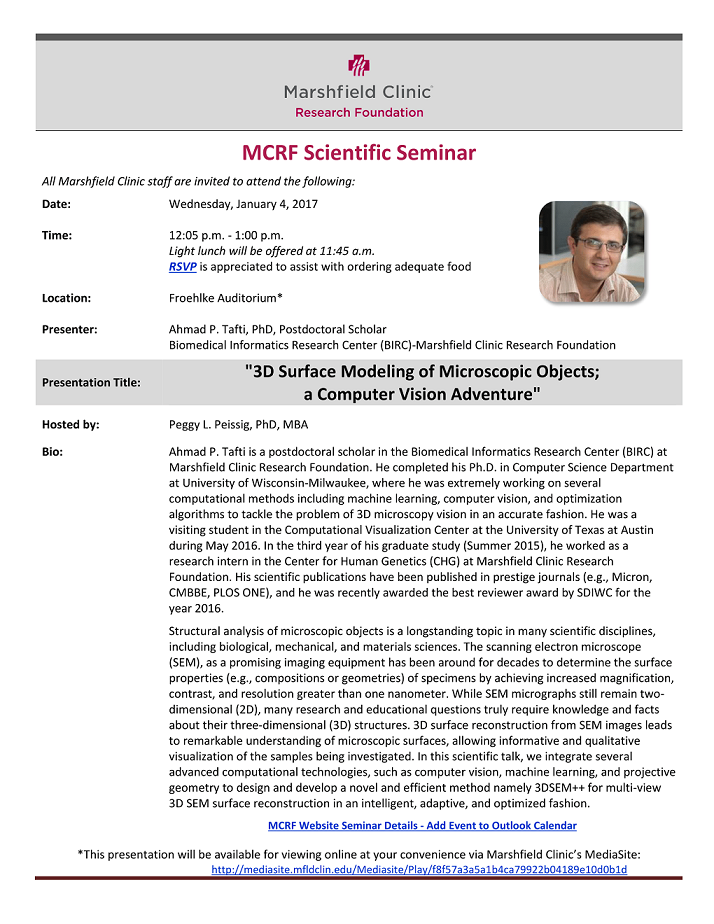 Marshfield Clinic
Research Foundation
MCRF Scientific Seminar
All Marshfield Clinic staff are invited to attend the following:
Date: Wednesday, January 4, 2017
Time: 12:05 p.m. - 1:00 p.m.
Light lunch will be offered at 11:45 a.m.
RSVP is appreciated to assist with ordering adequate food
Location: Froehlke Auditorium*
Presenter: Ahmad P. Tafti, PhD, Postdoctoral Scholar
Biomedical Informatics Research Center (BIRC)-Marshfield Clinic Research Foundation
Presentation Title: "3D Surface Modeling of Microscopic Objects;
a Computer Vision Adventure"
Hosted by: Peggy L. Peissig, PhD, MBA
Bio: Ahmad P. Tafti is a postdoctoral scholar in the Biomedical Informatics Research Center (BIRC) at
Marshfield Clinic Research Foundation. He completed his Ph.D. in Computer Science Department
at University of Wisconsin-Milwaukee, where he was extremely working on several
computational methods including machine learning, computer vision, and optimization
algorithms to tackle the problem of 3D microscopy vision in an accurate fashion. He was a
visiting student in the Computational Visualization Center at the University of Texas at Austin
during May 2016. In the third year of his graduate study (Summer 2015), he worked as a
research intern in the Center for Human Genetics (CHG) at Marshfield Clinic Research
Foundation. His scientific publications have been published in prestige journals (e.g., Micron,
CMBBE, PLOS ONE), and he was recently awarded the best reviewer award by SDIWC for the
year 2016.
Structural analysis of microscopic objects is a longstanding topic in many scientific disciplines,
including biological, mechanical, and materials sciences. The scanning electron microscope
(SEM), as a promising imaging equipment has been around for decades to determine the surface
properties (e.g., compositions or geometries) of specimens by achieving increased magnification,
contrast, and resolution greater than one nanometer. While SEM micrographs still remain two-
dimensional (2D), many research and educational questions truly require knowledge and facts
about their three-dimensional (3D) structures. 3D surface reconstruction from SEM images leads
to remarkable understanding of microscopic surfaces, allowing informative and qualitative
visualization of the samples being investigated. In this scientific talk, we integrate several
advanced computational technologies, such as computer vision, machine learning, and projective
geometry to design and develop a novel and efficient method namely 3DSEM++ for multi-view
3D SEM surface reconstruction in an intelligent, adaptive, and optimized fashion.
MCRF Website Seminar Details - Add Event to Outlook Calendar
*This presentation will be available for viewing online at your convenience via Marshfield Clinic's MediaSite:
http://mediasite.mfldclin.edu/Mediasite/Play/f8f57a3a5a1b4ca79922b04189e10d0b1d